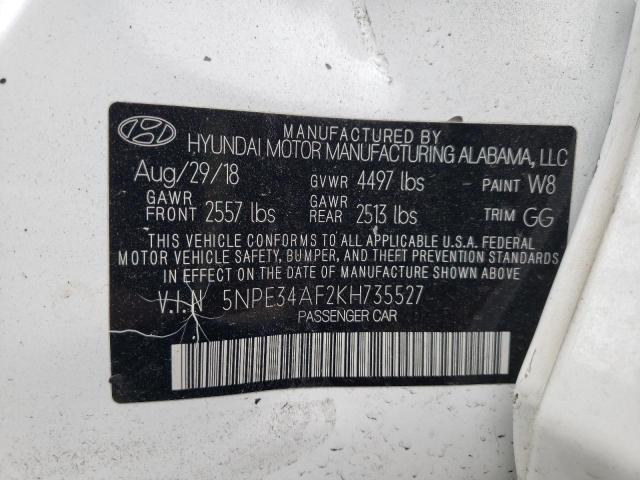 MANUFACTURED BY
HYUNDAI MOTOR MANUFACTURING ALABAMA, LLC
Aug/29/18 GVWR 4497 lbs PAINT W8
GAWR FRONT 2557 lbs GAWR REAR 2513 lbs TRIM GG
THIS VEHICLE CONFORMS TO ALL APPLICABLE U.S.A. FEDERAL
MOTOR VEHICLE SAFETY, BUMPER, AND THEFT PREVENTION STANDARDS
IN EFFECT ON THE DATE OF MANUFACTURE SHOWN ABOVE.
V.I.N 5NPE34AF2KH735527
PASSENGER CAR